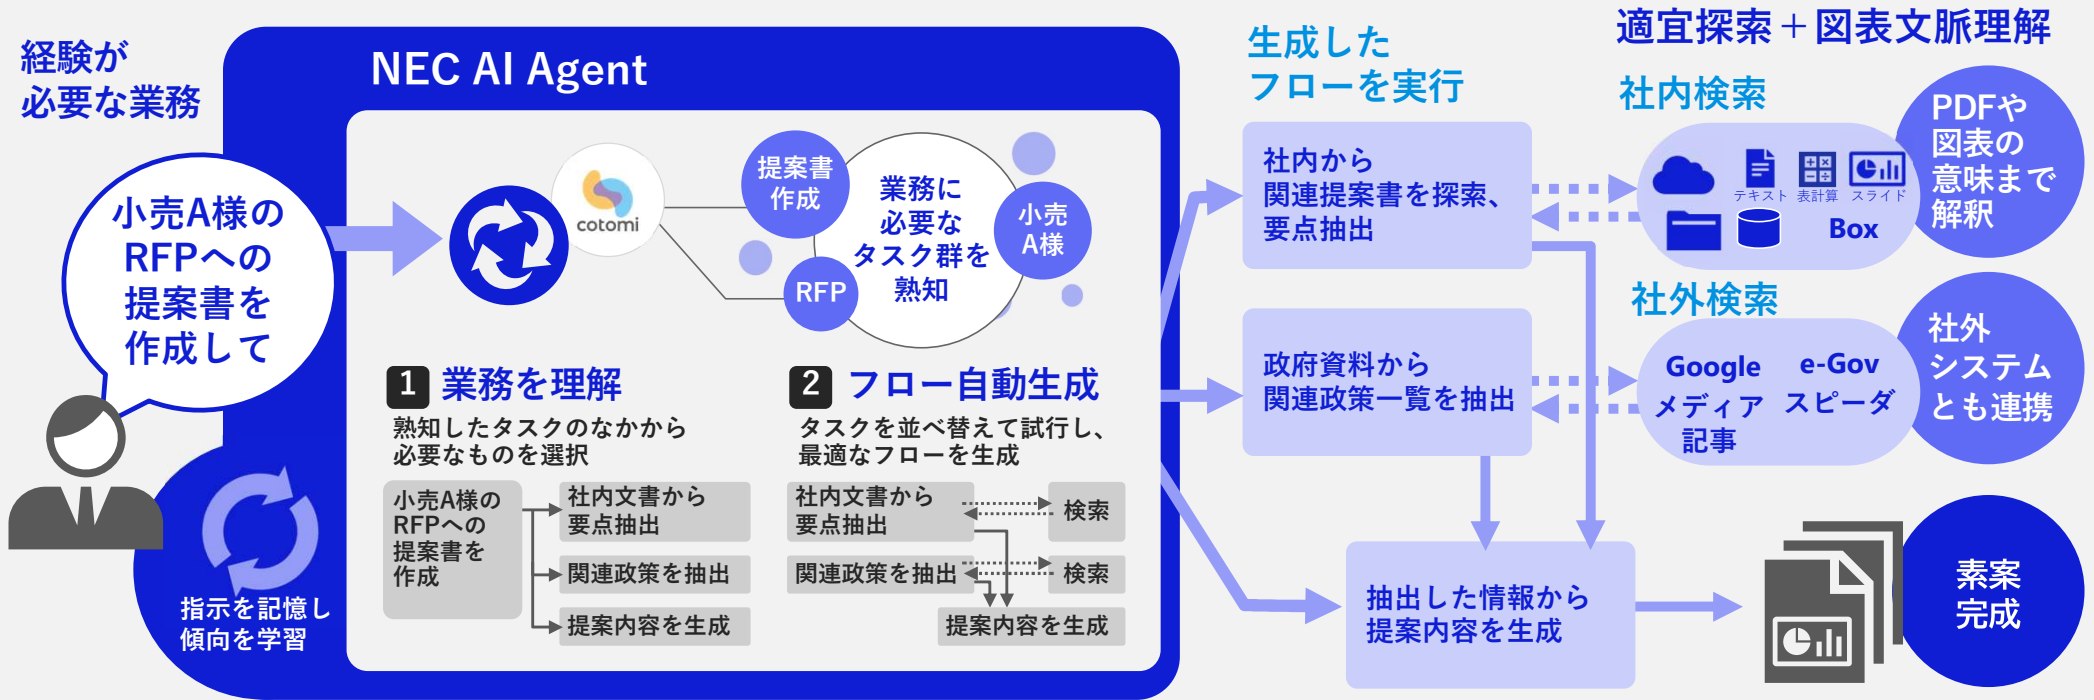 経験が
必要な業務
小売A様の
RFPへの
提案書を
作成して
指示を記憶し
傾向を学習
NEC AI Agent
cotomi
提案書
作成
RFP
業務に
必要な
タスク群を
熟知
小売
A様
1 業務を理解
熟知したタスクのなかから
必要なものを選択
小売A様の
RFPへの
提案書を
作成
社内文書から
要点抽出
関連政策を抽出
提案内容を生成
2 フロー自動生成
タスクを並べ替えて試行し、
最適なフローを生成
社内文書から
要点抽出
検索
関連政策を抽出
検索
提案内容を生成
生成した
フローを実行
社内から
関連提案書を探索、
要点抽出
政府資料から
関連政策一覧を抽出
抽出した情報から
提案内容を生成
適宜探索＋図表文脈理解
社内検索
テキスト 表計算 スライド
Box
PDFや
図表の
意味まで
解釈
社外検索
Google
メディア
記事
e-Gov
スピーダ
社外
システム
とも連携
素案
完成